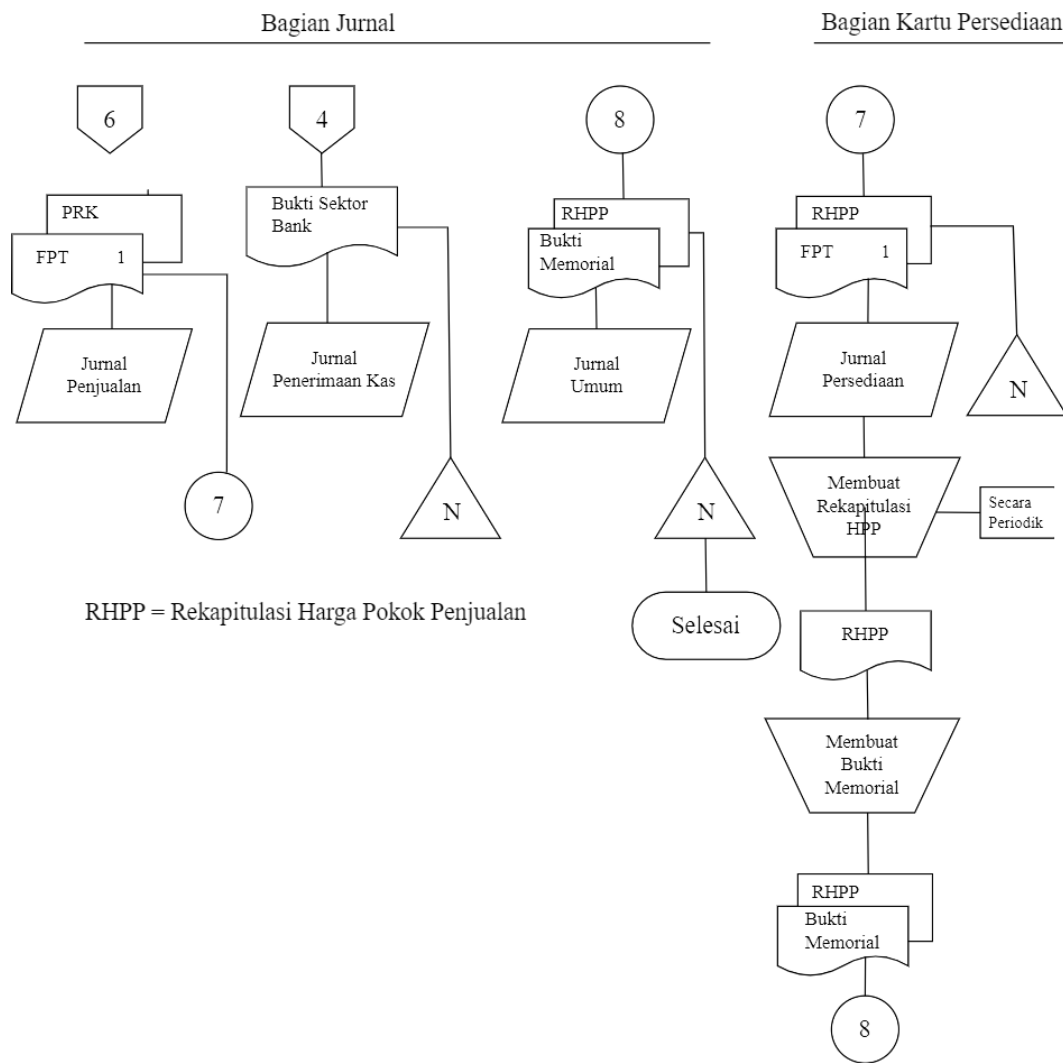 Bagian Jurnal
Bagian Kartu Persediaan
6
4
8
7
PRK
FPT 1
Bukti Sektor
Bank
RHPP
Bukti
Memorial
RHPP
FPT 1
Jurnal
Penjualan
Jurnal
Penerimaan Kas
Jurnal
Umum
Jurnal
Persediaan
N
7
N
N
Membuat
Rekapitulasi
HPP
Secara
Periodik
RHPP = Rekapitulasi Harga Pokok Penjualan
Selesai
RHPP
Membuat
Bukti
Memorial
RHPP
Bukti
Memorial
8